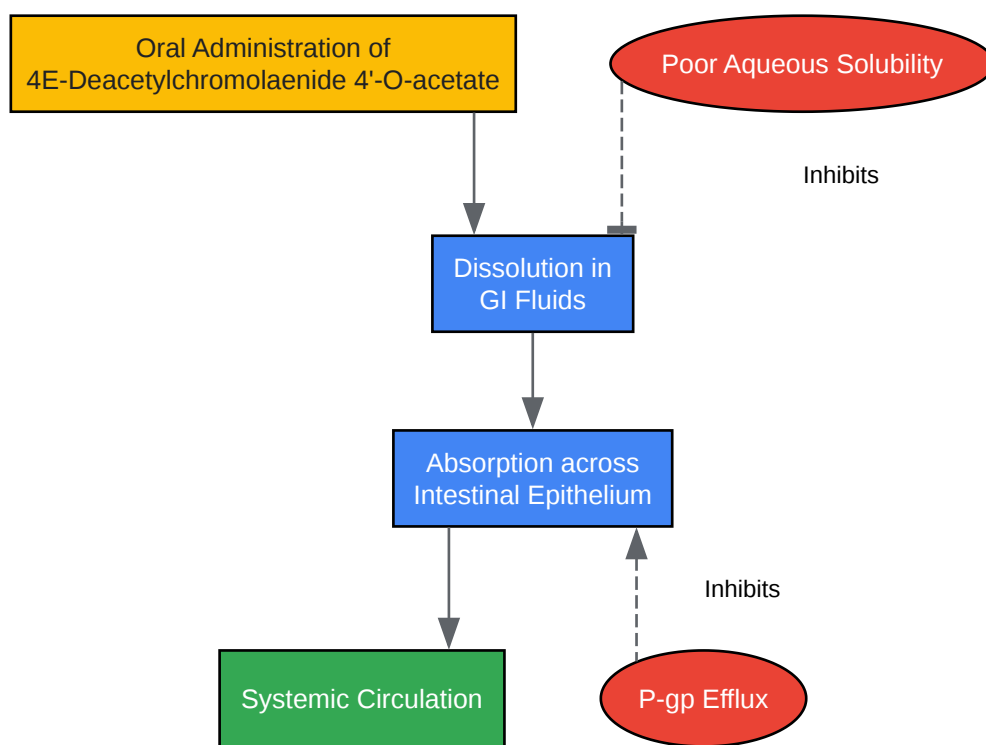 Oral Administration of
4E-Deacetylchromolaenide 4'-O-acetate
Poor Aqueous Solubility
Inhibits
Dissolution in
GI Fluids
Absorption across
Intestinal Epithelium
Inhibits
Systemic Circulation
P-gp Efflux